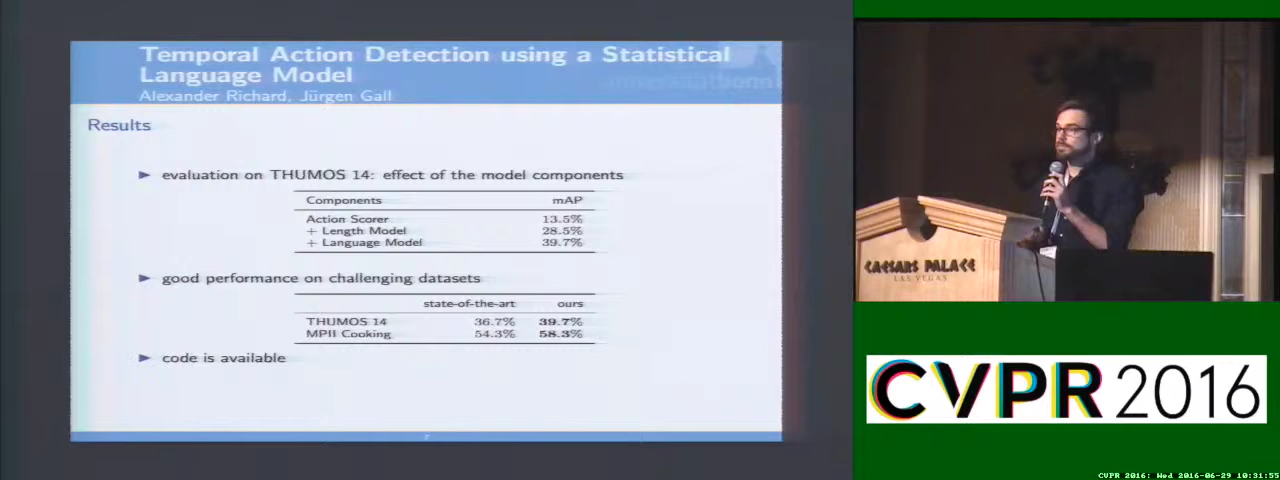 Temporal Action Detection using a Statistical
Language Model
Alexander Richard, Jürgen Gall
Results
► evaluation on THUMOS 14: effect of the model components
Components mAP
Action Scorer 13.5%
+ Length Model 28.5%
+ Language Model 39.7%
► good performance on challenging datasets
state-of-the-art ours
THUMOS 14 36.7% 39.7%
MPII Cooking 54.3% 58.3%
► code is available
7
CAESARS PALACE
LAS VEGAS
CVPR 2016
CVPR 2016: Wed 2016-06-29 10:31:55